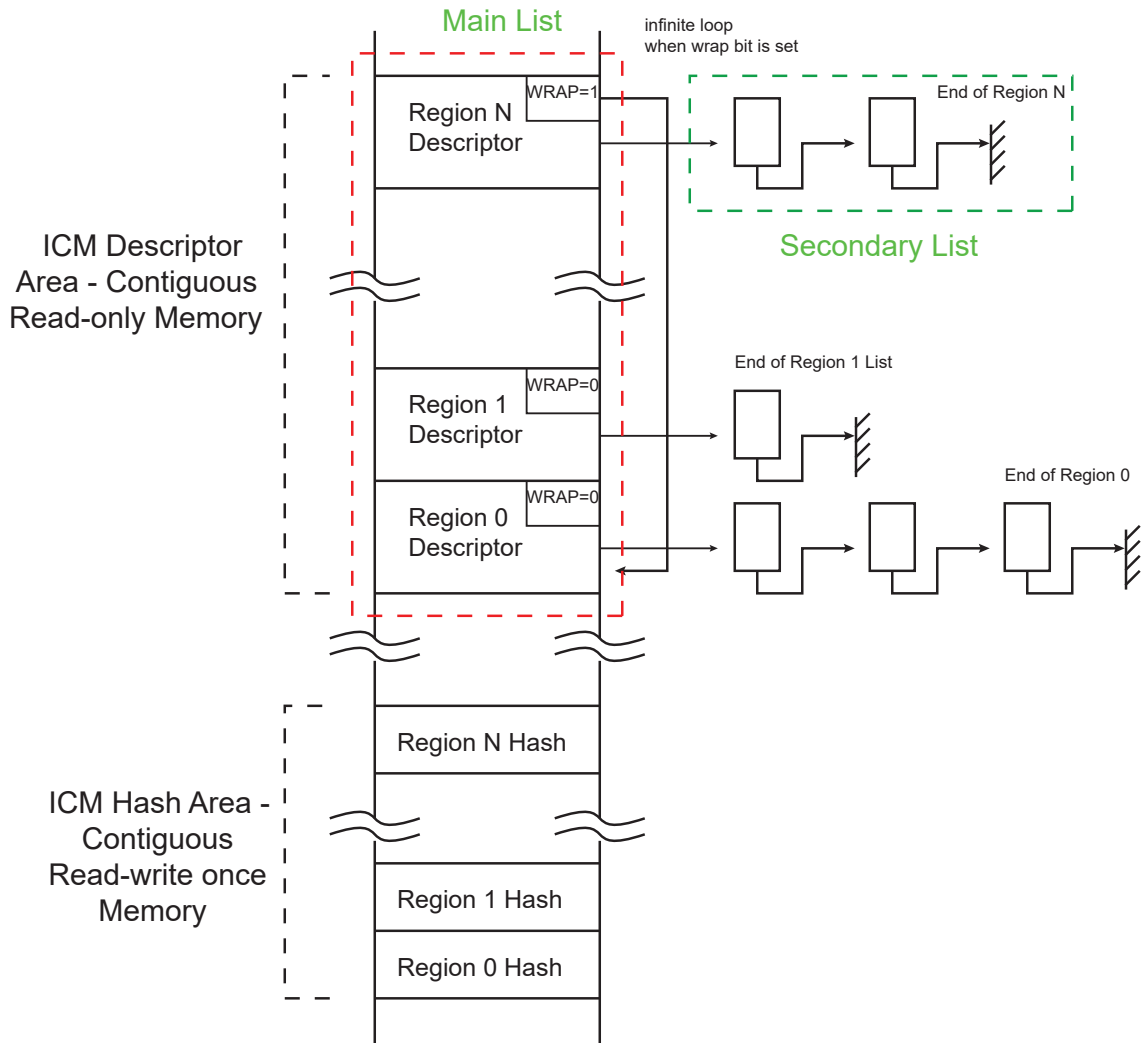 Main List
infinite loop
when wrap bit is set
WRAP=1
End of Region N
Region N
Descriptor
Secondary List
ICM Descriptor
Area - Contiguous
Read-only Memory
End of Region 1 List
WRAP=0
Region 1
Descriptor
End of Region 0
WRAP=0
Region 0
Descriptor
Region N Hash
ICM Hash Area -
Contiguous
Read-write once
Memory
Region 1 Hash
Region 0 Hash